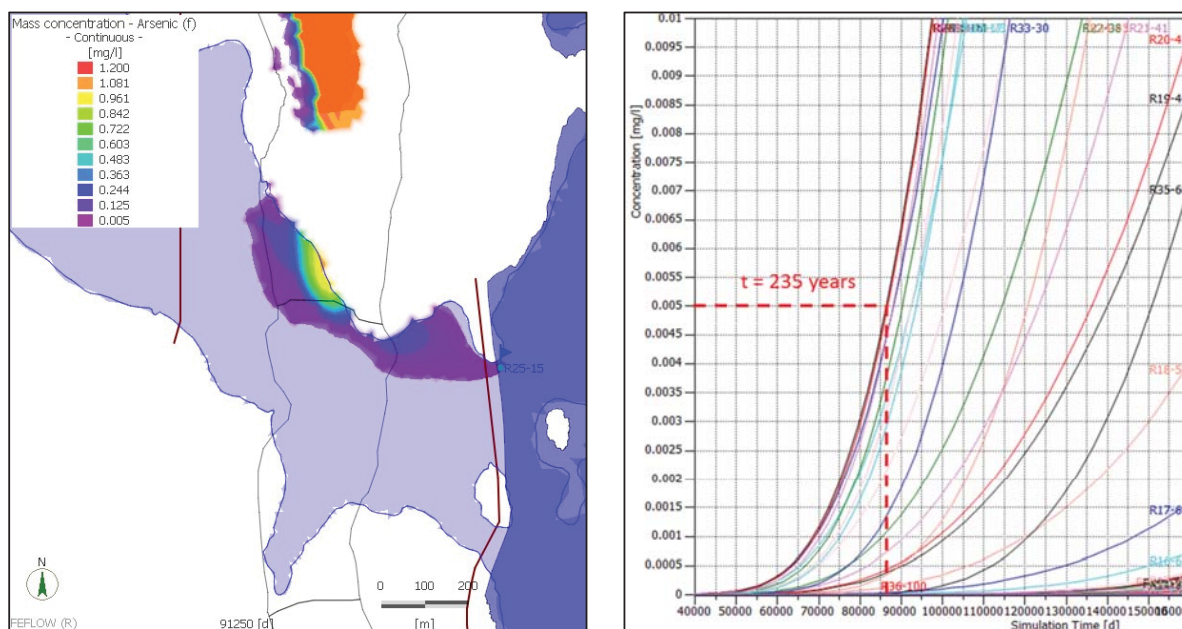 Mass concentration - Arsenic (f)
- Continuous -
[mg/l]
1.200
1.081
0.961
0.842
0.722
0.603
0.483
0.363
0.244
0.125
0.005
R25-15
N
0 100 200
FEFLOW (R)
91250 [d]
[m]
0.01
0.0095
0.009
0.0085
0.008
0.0075
0.007
0.0065
0.006
0.0055
0.005
0.0045
0.004
0.0035
0.003
0.0025
0.002
0.0015
0.001
0.0005
0
Concentration [mg/l]
R33-30
R22-38
R21-41
R20-4
R19-4
R35-6
t = 235 years
R18-5
R17-6
R16-6
R36-100
40000 50000 60000 70000 80000 90000 100000 110000 120000 130000 140000 150000
Simulation Time [d]